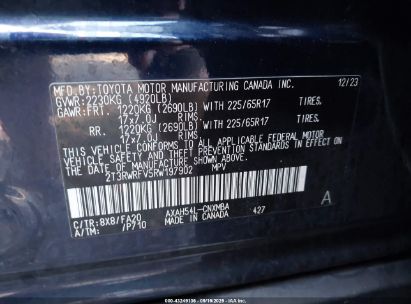 MFD.BY:TOYOTA MOTOR MANUFACTURING CANADA INC. 12/23
GVWR:2230KG (4920LB)
GAWR:FRT. 1220KG (2690LB) WITH 225/65R17 TIRES.
17X7.0J RIMS.
RR. 1220KG (2690LB) WITH 225/65R17 TIRES.
17X7.0J RIMS.
THIS VEHICLE CONFORMS TO ALL APPLICABLE FEDERAL MOTOR
VEHICLE SAFETY STANDARDS IN EFFECT ON THE DATE OF
MANUFACTURE SHOWN ABOVE.
2T3RWRFV5RW197902 MPV
C/TR:8X8/FA20 AXAH54L-CNXMBA 427 A
A/TM: /P710 MADE IN CANADA